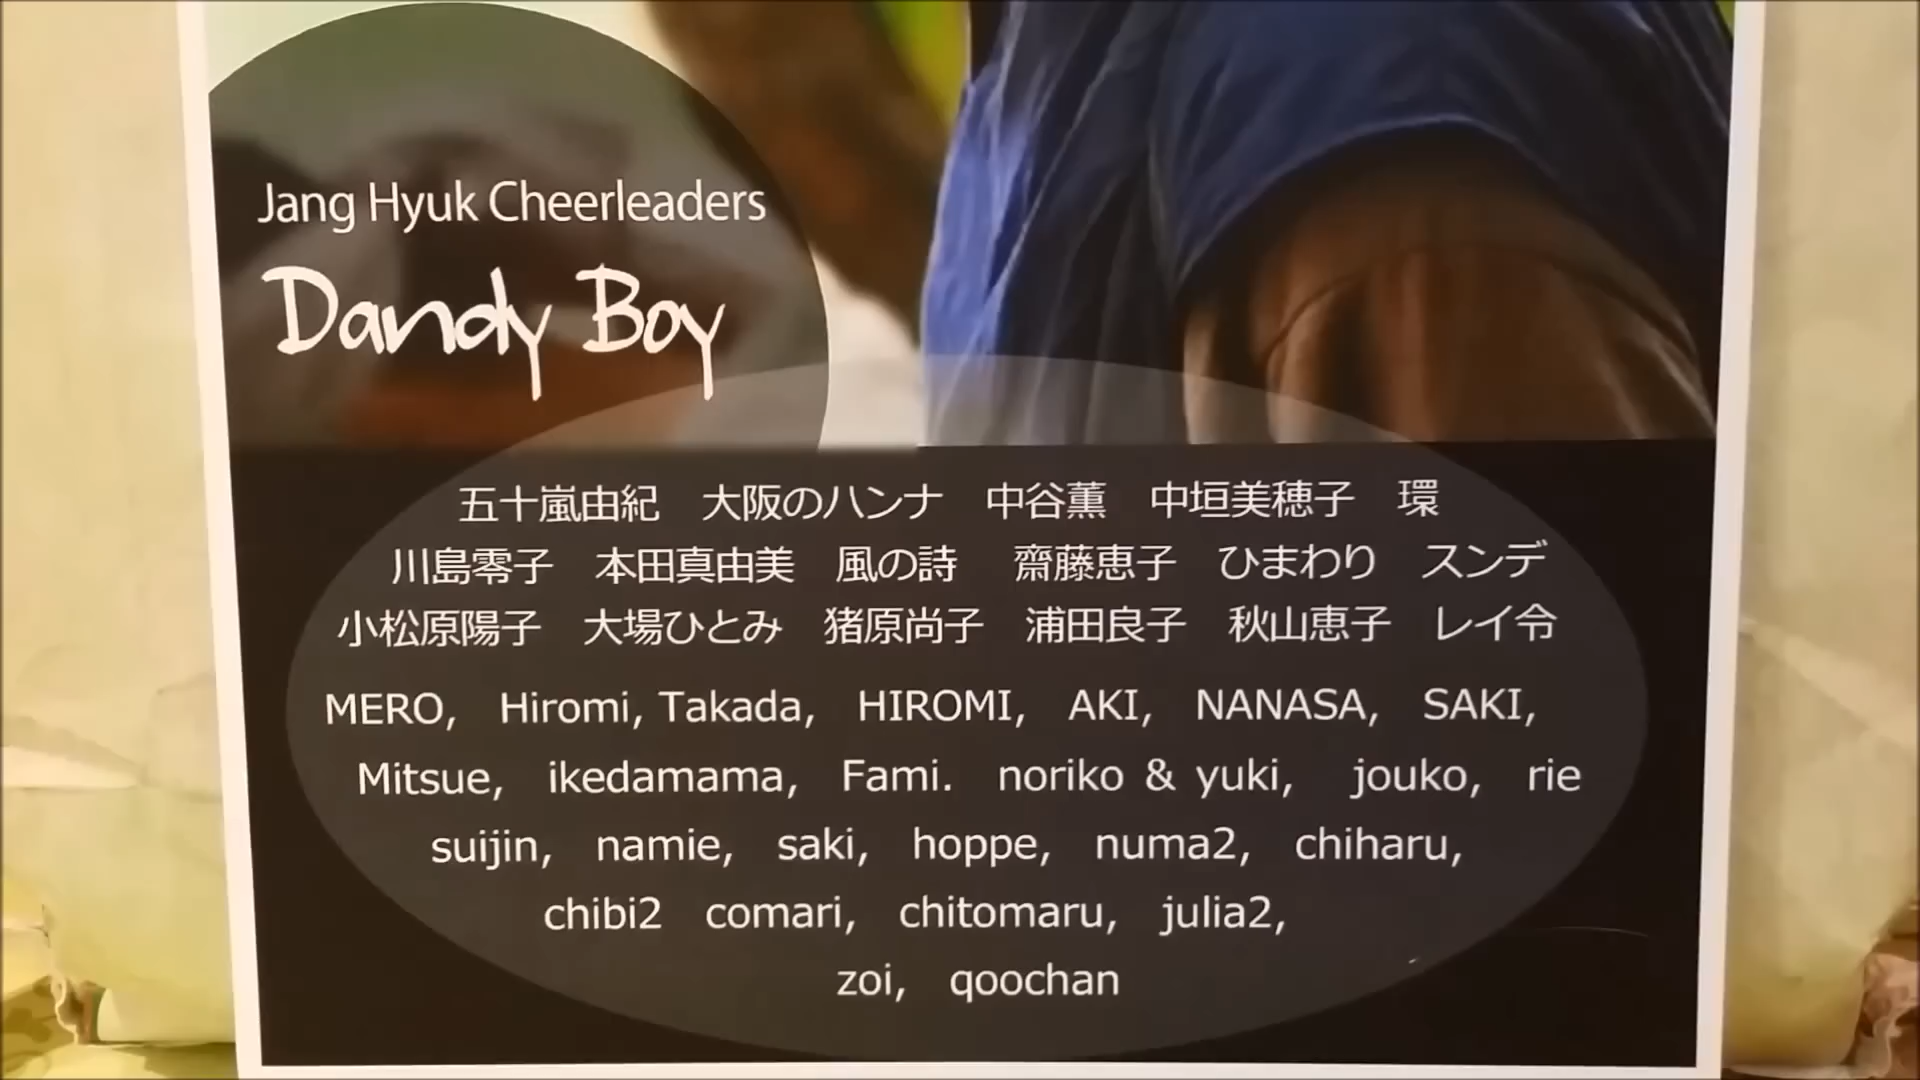 Jang Hyuk Cheerleaders
Dandy Boy
五十嵐由紀 大阪のハンナ 中谷薫 中垣美穂子 環
川島零子 本田真由美 風の詩 齋藤恵子 ひまわり スンデ
小松原陽子 大場ひとみ 猪原尚子 浦田良子 秋山恵子 レイ令
MERO, Hiromi, Takada, HIROMI, AKI, NANASA, SAKI,
Mitsue, ikedamama, Fami. noriko & yuki, jouko, rie
suijin, namie, saki, hoppe, numa2, chiharu,
chibi2 comari, chitomaru, julia2,
zoi, qoochan